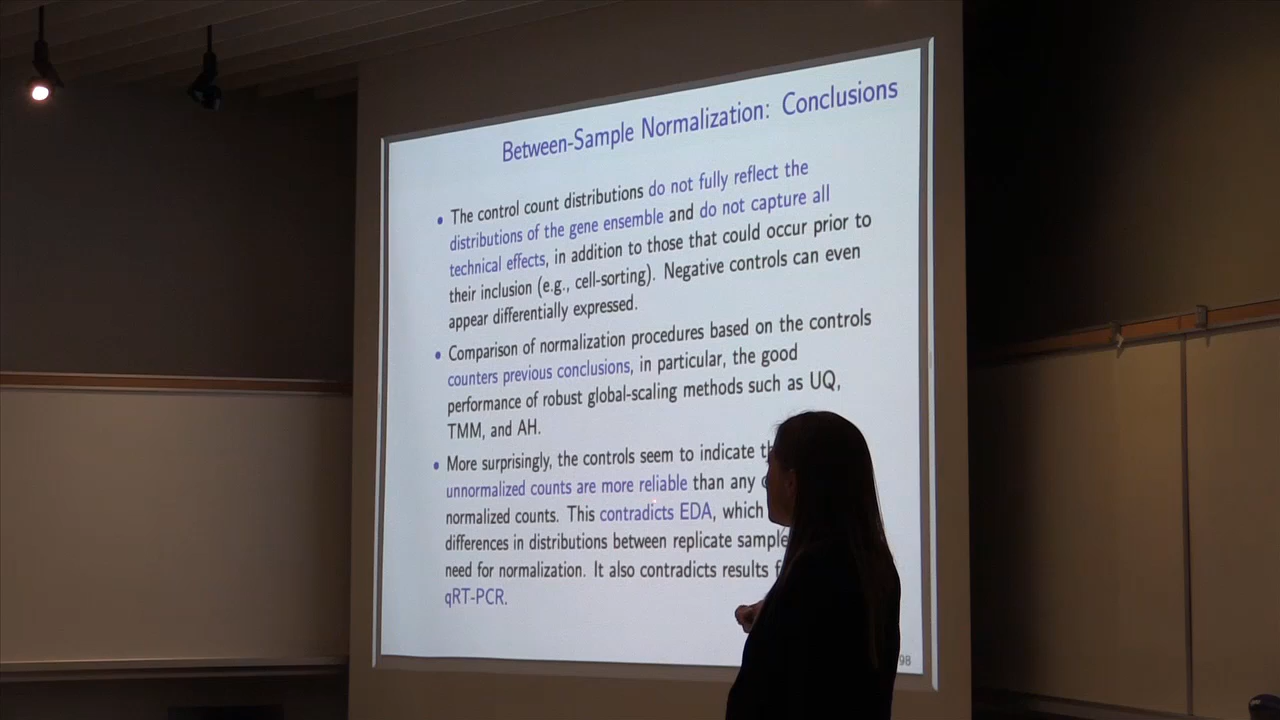 Between-Sample Normalization: Conclusions
• The control count distributions do not fully reflect the
distributions of the gene ensemble and do not capture all
technical effects, in addition to those that could occur prior to
their inclusion (e.g., cell-sorting). Negative controls can even
appear differentially expressed.
• Comparison of normalization procedures based on the controls
counters previous conclusions, in particular, the good
performance of robust global-scaling methods such as UQ,
TMM, and AH.
• More surprisingly, the controls seem to indicate
unnormalized counts are more reliable than any
normalized counts. This contradicts EDA, which
differences in distributions between replicate
need for normalization. It also contradicts results
qRT-PCR.
98